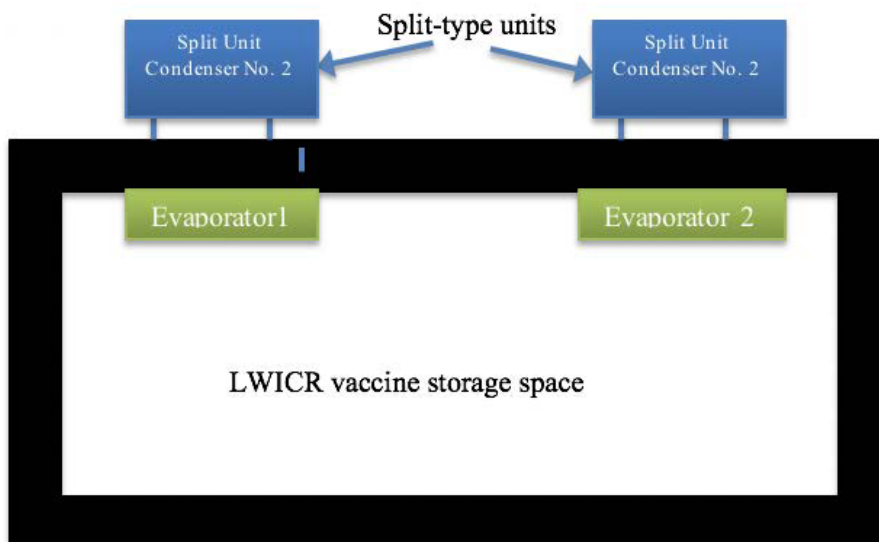 Split-type units
Split Unit
Condenser No. 2
Split Unit
Condenser No. 2
Evaporator1
Evaporator 2
LWICR vaccine storage space